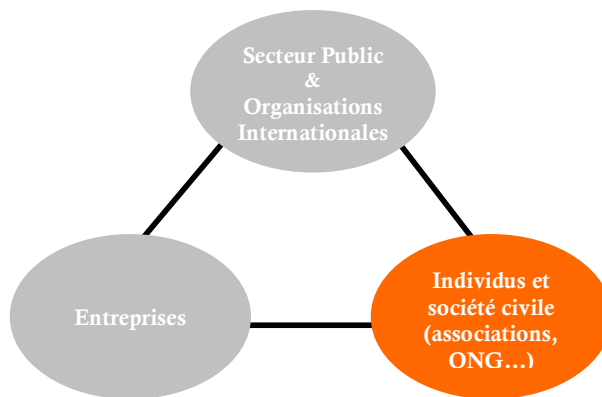 Secteur Public
&
Organisations
Internationales
Entreprises
Individus et
société civile
(associations,
ONG...)